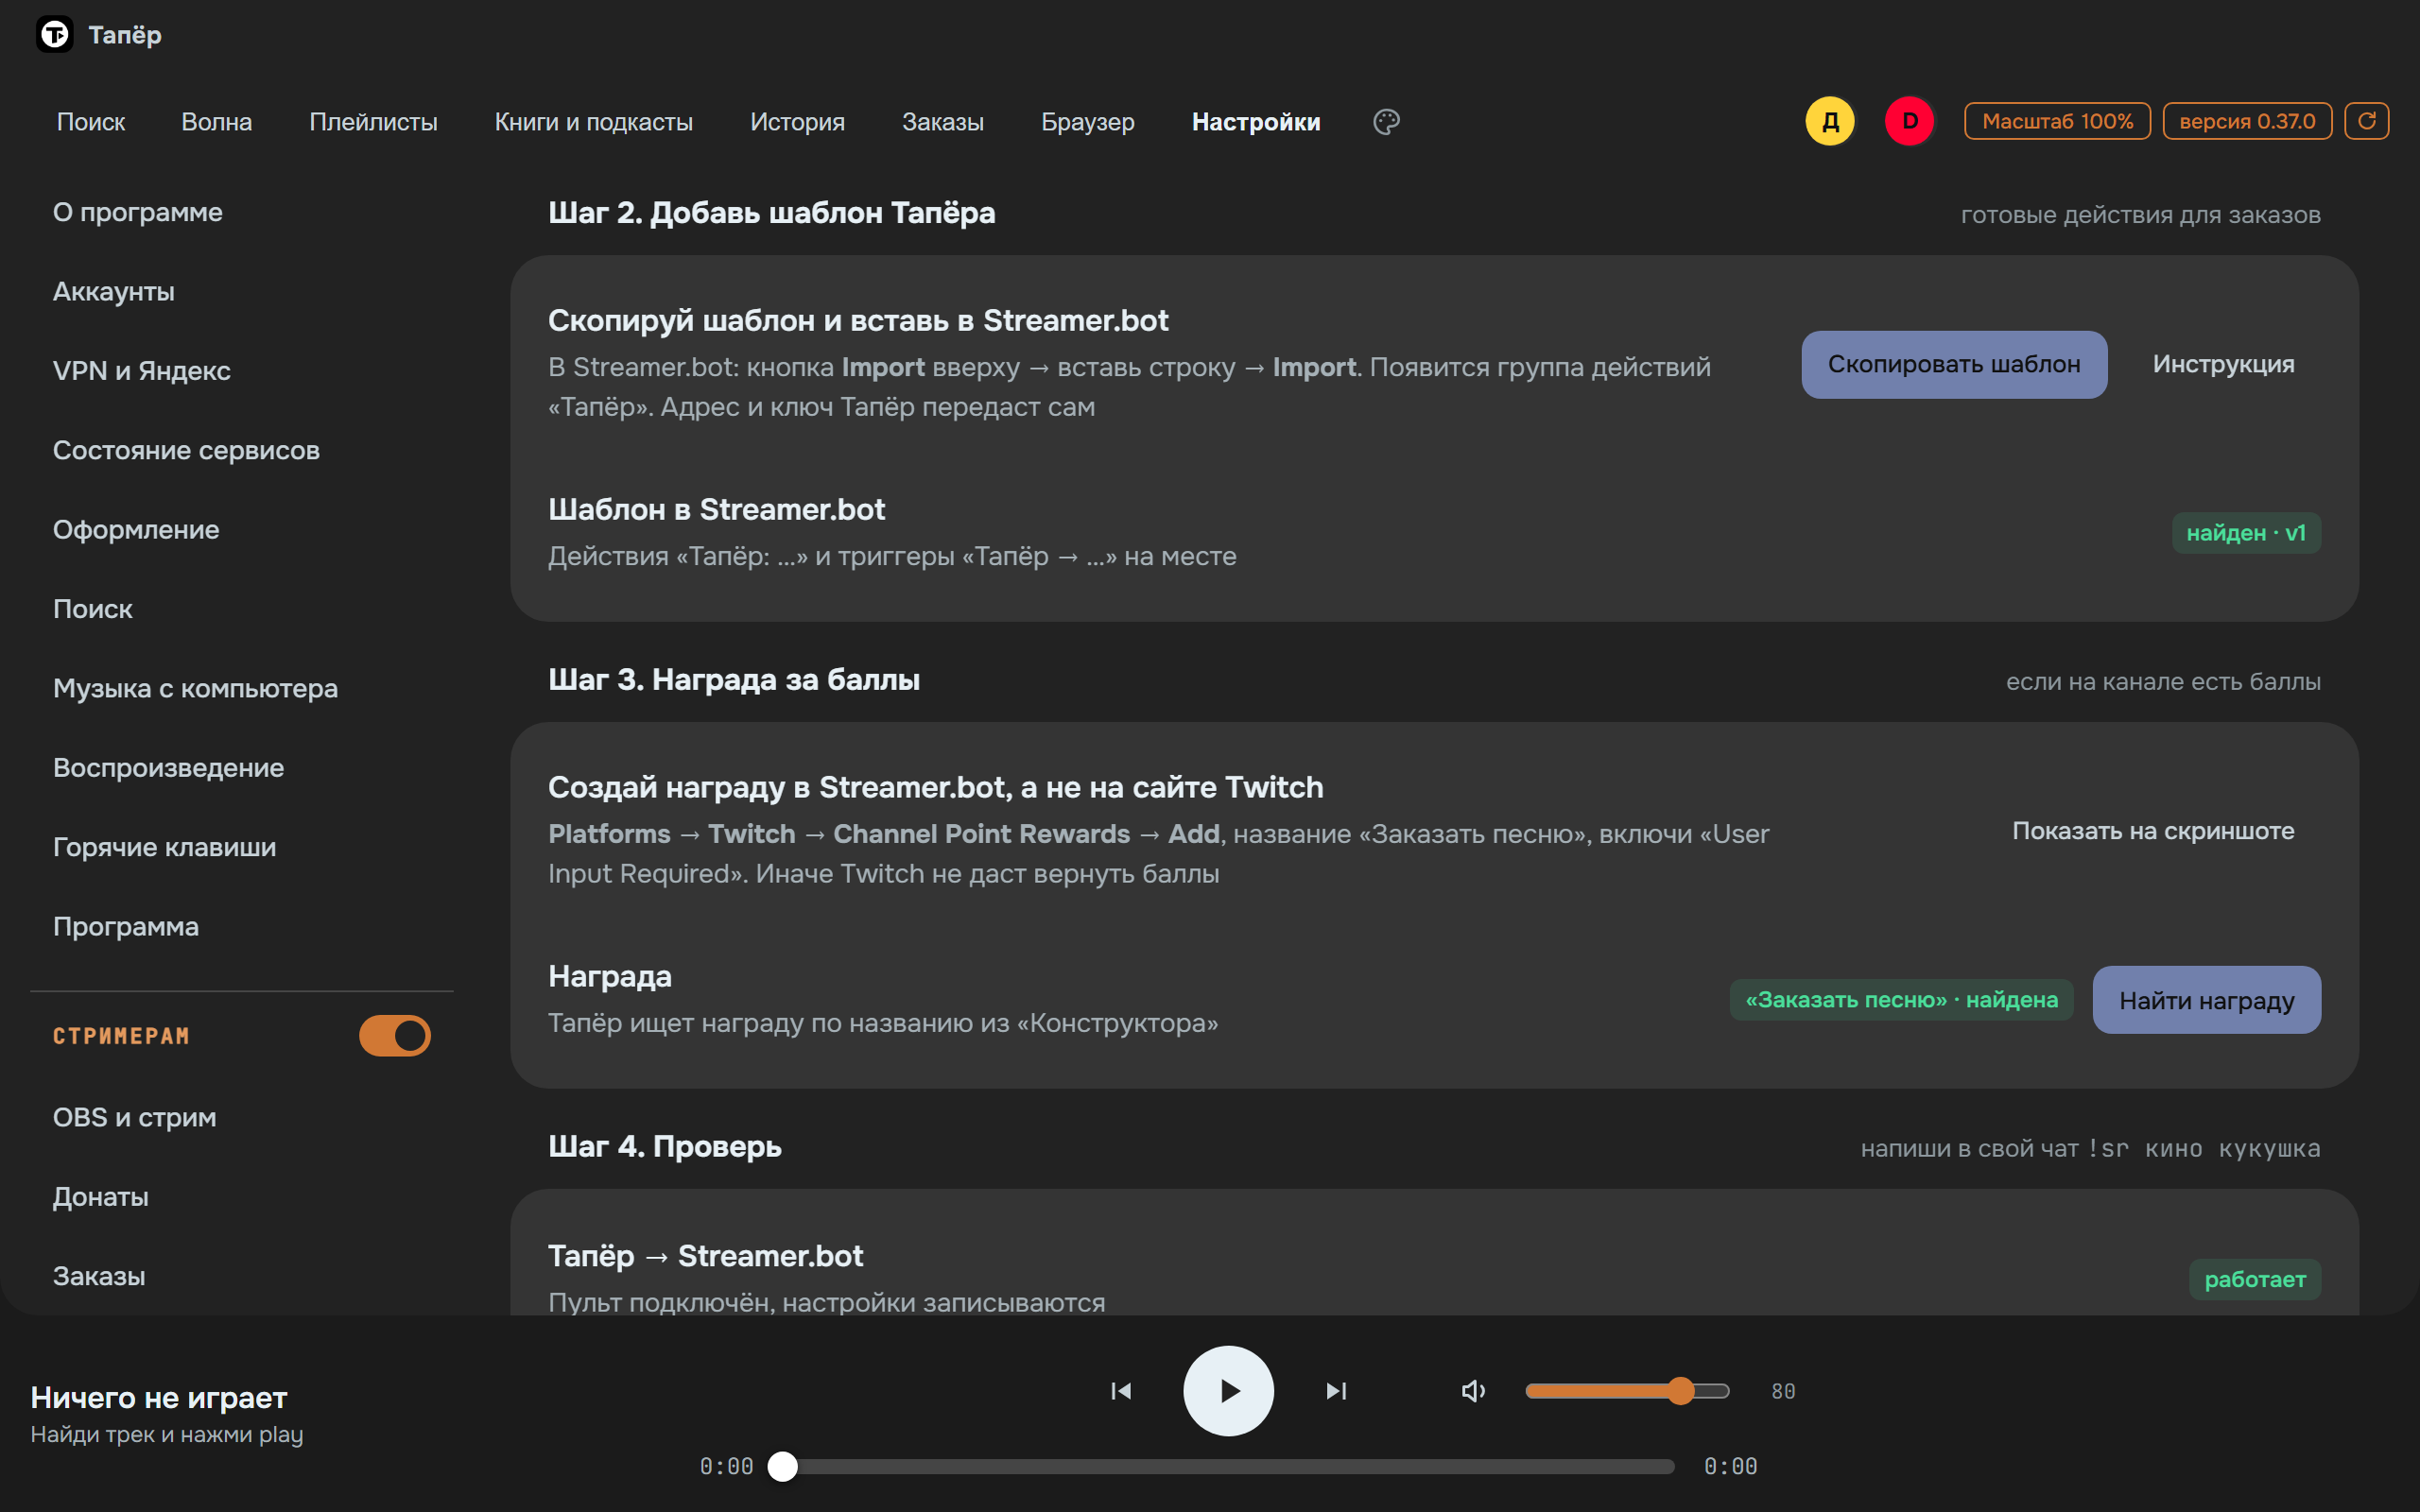 Тапёр
Поиск Волна Плейлисты Книги и подкасты История Заказы Браузер Настройки Д D Масштаб 100% версия 0.37.0
О программе
Аккаунты
VPN и Яндекс
Состояние сервисов
Оформление
Поиск
Музыка с компьютера
Воспроизведение
Горячие клавиши
Программа
СТРИМЕРАМ
OBS и стрим
Донаты
Заказы
Шаг 2. Добавь шаблон Тапёра
готовые действия для заказов
Скопируй шаблон и вставь в Streamer.bot
В Streamer.bot: кнопка Import вверху → вставь строку → Import. Появится группа действий
«Тапёр». Адрес и ключ Тапёр передаст сам
Скопировать шаблон
Инструкция
Шаблон в Streamer.bot
Действия «Тапёр: ...» и триггеры «Тапёр → ...» на месте
найден · v1
Шаг 3. Награда за баллы
если на канале есть баллы
Создай награду в Streamer.bot, а не на сайте Twitch
Platforms → Twitch → Channel Point Rewards → Add, название «Заказать песню», включи «User
Input Required». Иначе Twitch не даст вернуть баллы
Показать на скриншоте
Награда
Тапёр ищет награду по названию из «Конструктора»
«Заказать песню» · найдена
Найти награду
Шаг 4. Проверь
напиши в свой чат !sr кино кукушка
Тапёр → Streamer.bot
Пульт подключён, настройки записываются
работает
Ничего не играет
Найди трек и нажми play
80
0:00
0:00